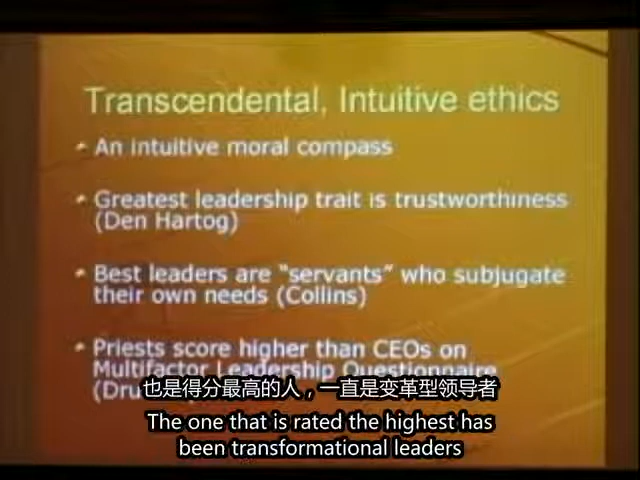 Transcendental, Intuitive ethics
An intuitive moral compass
Greatest leadership trait is trustworthiness
(Den Hartog)
Best leaders are “servants” who subjugate
their own needs (Collins)
Priests score higher than CEOs on
Multifactor Leadership Questionnaire
也是得分最高的人，一直是变革型领导者
The one that is rated the highest has
been transformational leaders